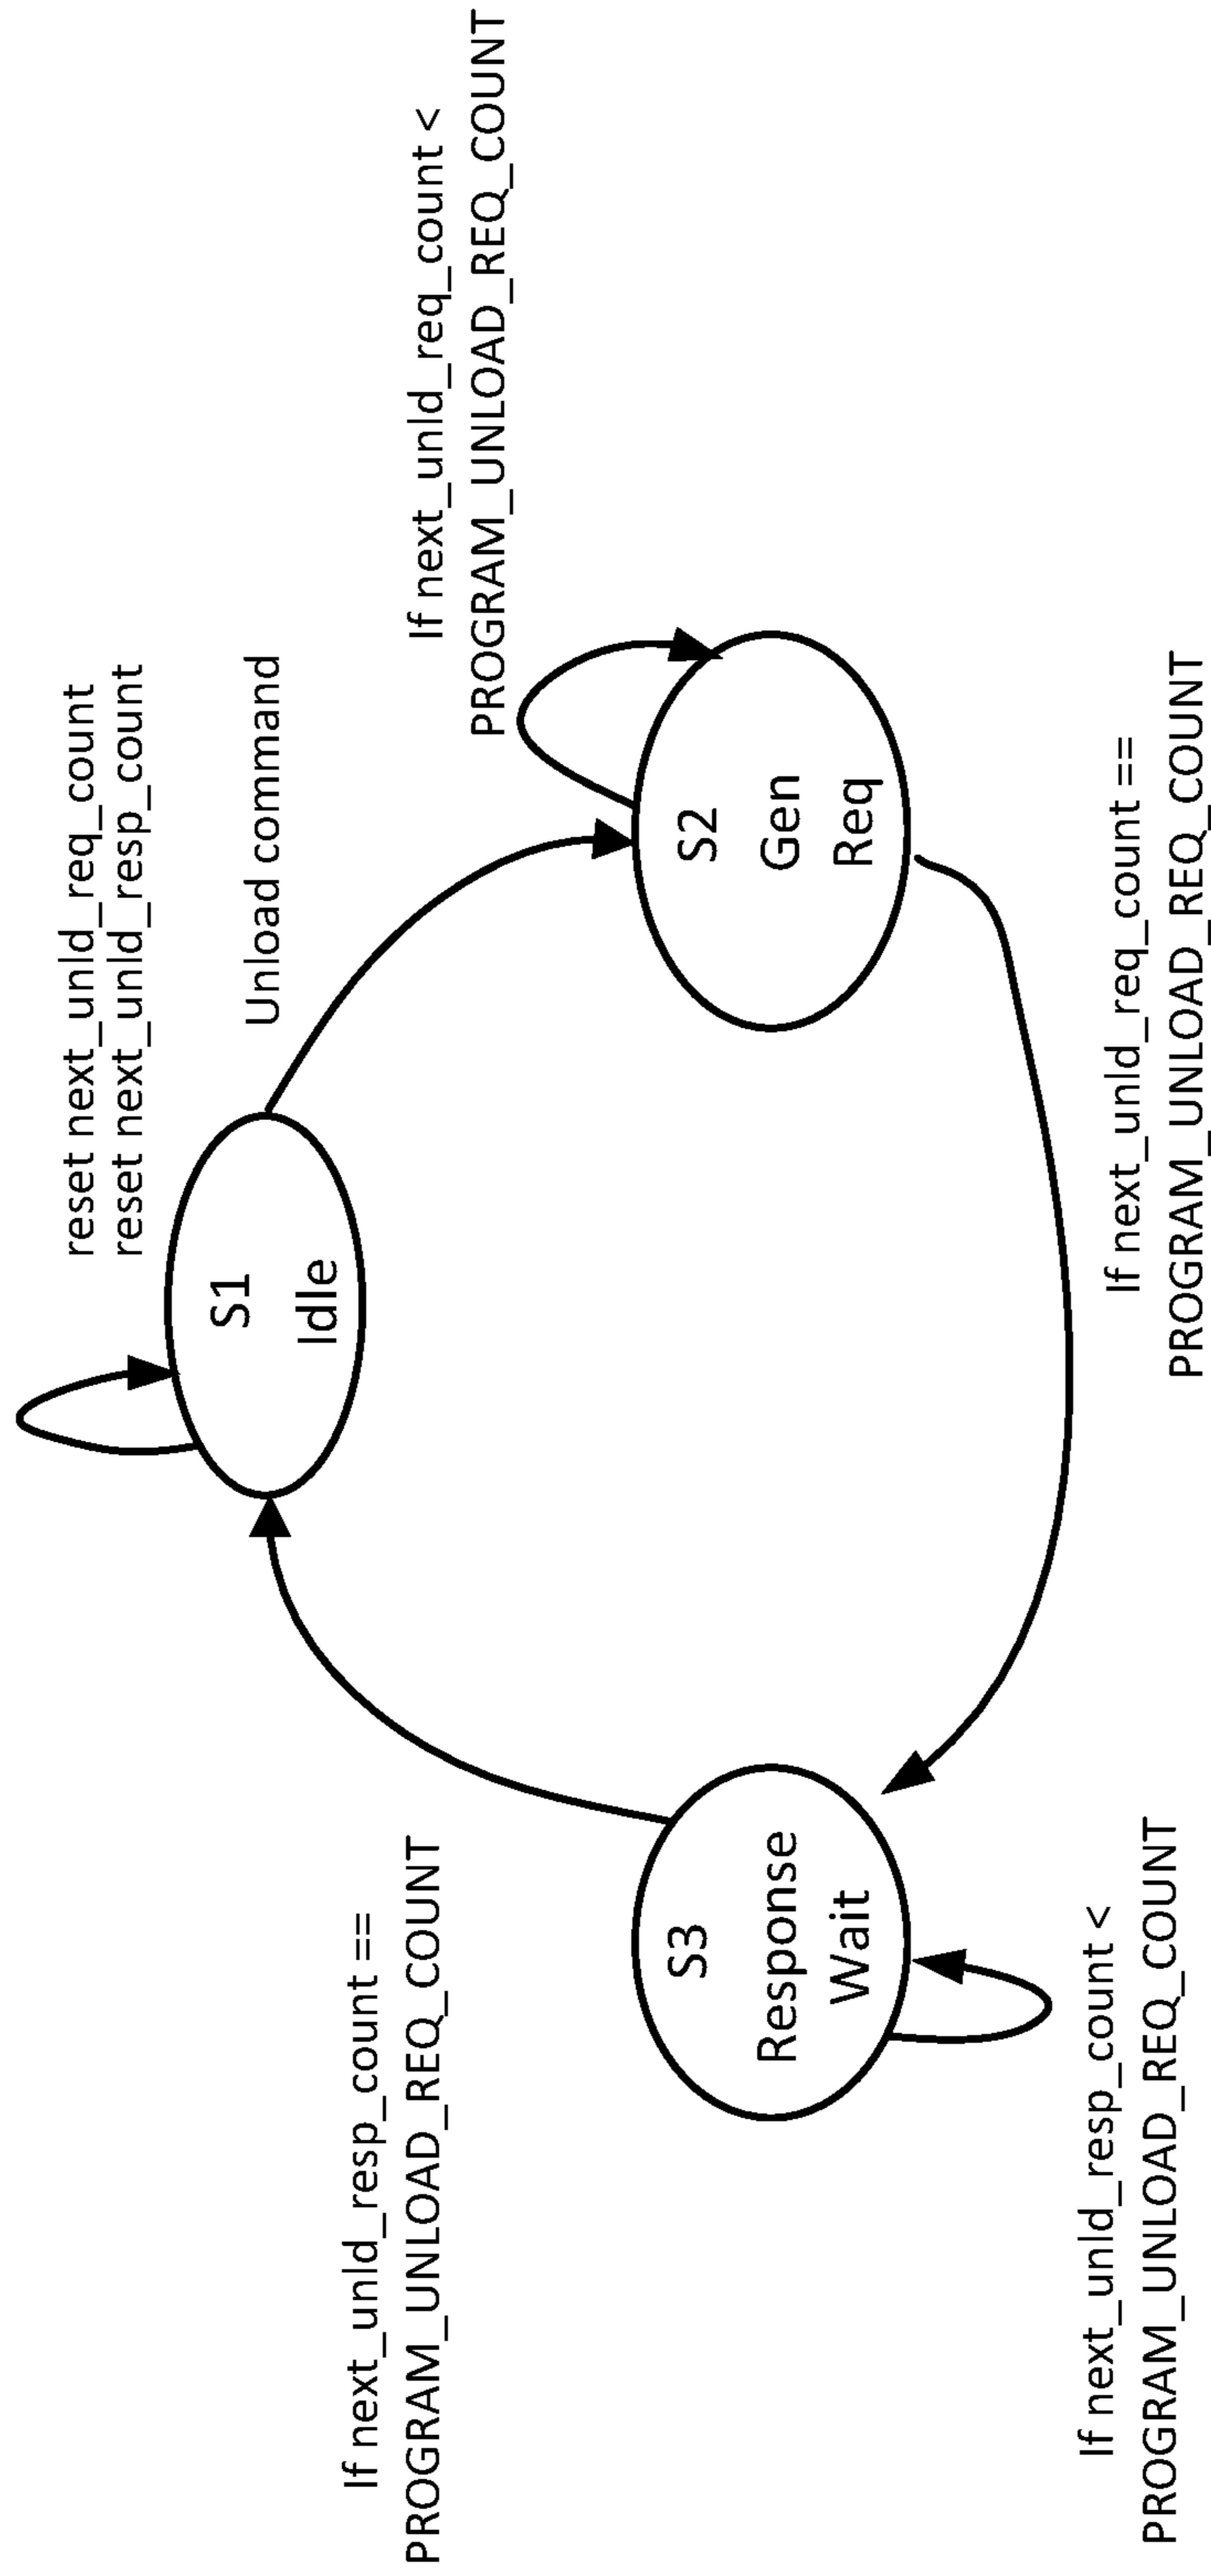 reset next_unld_req_count
reset next_unld_resp_count
Unload command
S1
Idle
If next_unld_resp_count ==
PROGRAM_UNLOAD_REQ_COUNT
If next_unld_req_count <
PROGRAM_UNLOAD_REQ_COUNT
S3
Response
Wait
S2
Gen
Req
If next_unld_resp_count <
PROGRAM_UNLOAD_REQ_COUNT
If next_unld_req_count ==
PROGRAM_UNLOAD_REQ_COUNT